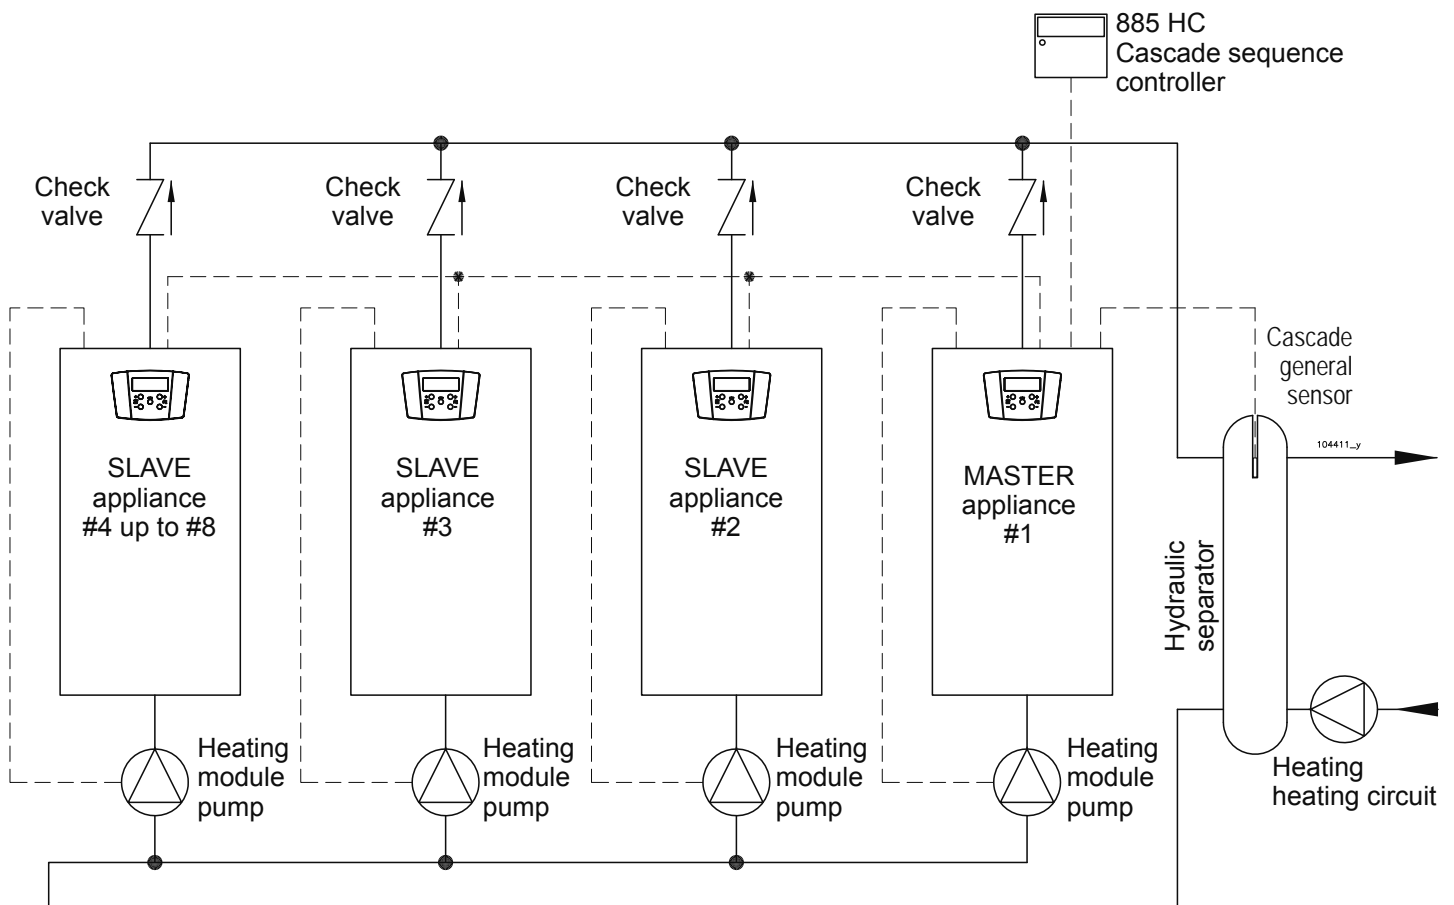 885 HC
Cascade sequence
controller
Check
valve
Check
valve
Check
valve
Check
valve
Cascade
general
sensor
104411_y
SLAVE
appliance
#4 up to #8
SLAVE
appliance
#3
SLAVE
appliance
#2
MASTER
appliance
#1
Hydraulic
separator
Heating
module
pump
Heating
module
pump
Heating
module
pump
Heating
module
pump
Heating
heating circuit